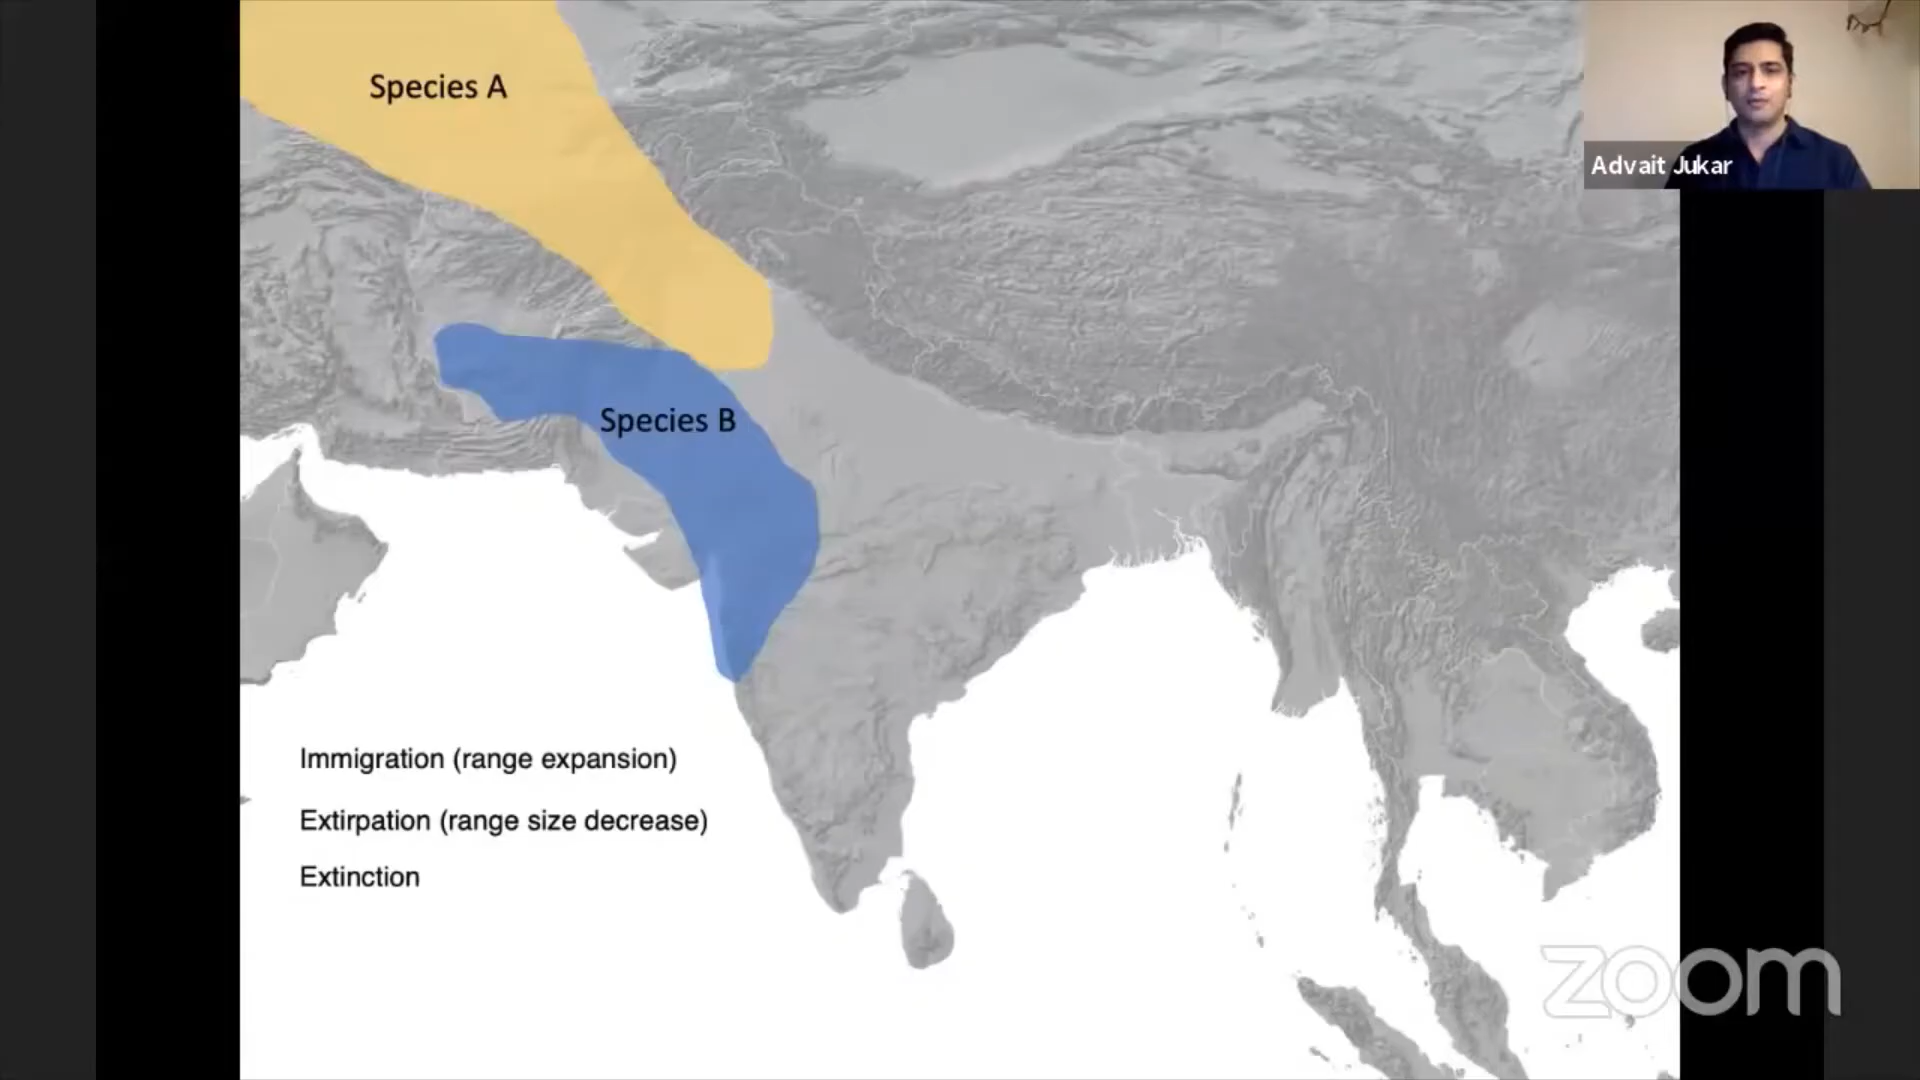 Species A
Advait Jukar
Species B
Immigration (range expansion)
Extirpation (range size decrease)
Extinction
zoom